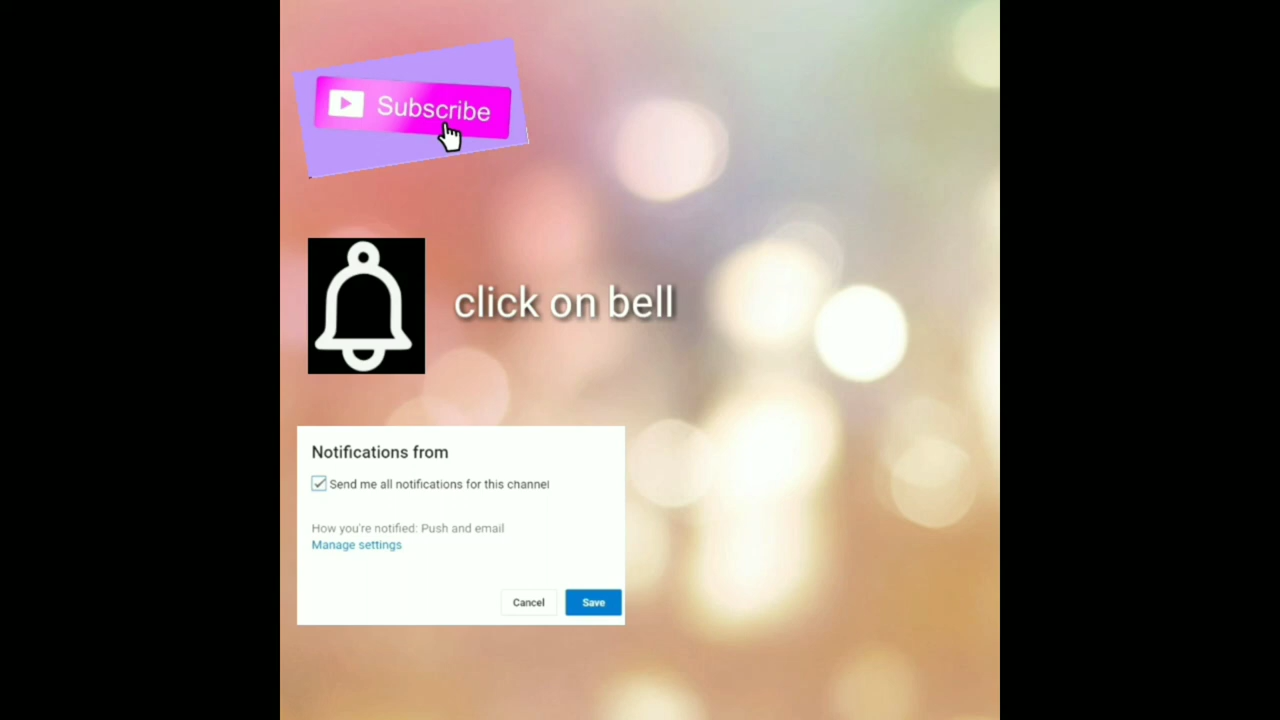 Subscribe
click on bell
Notifications from
Send me all notifications for this channel
How you're notified: Push and email
Manage settings
Cancel
Save